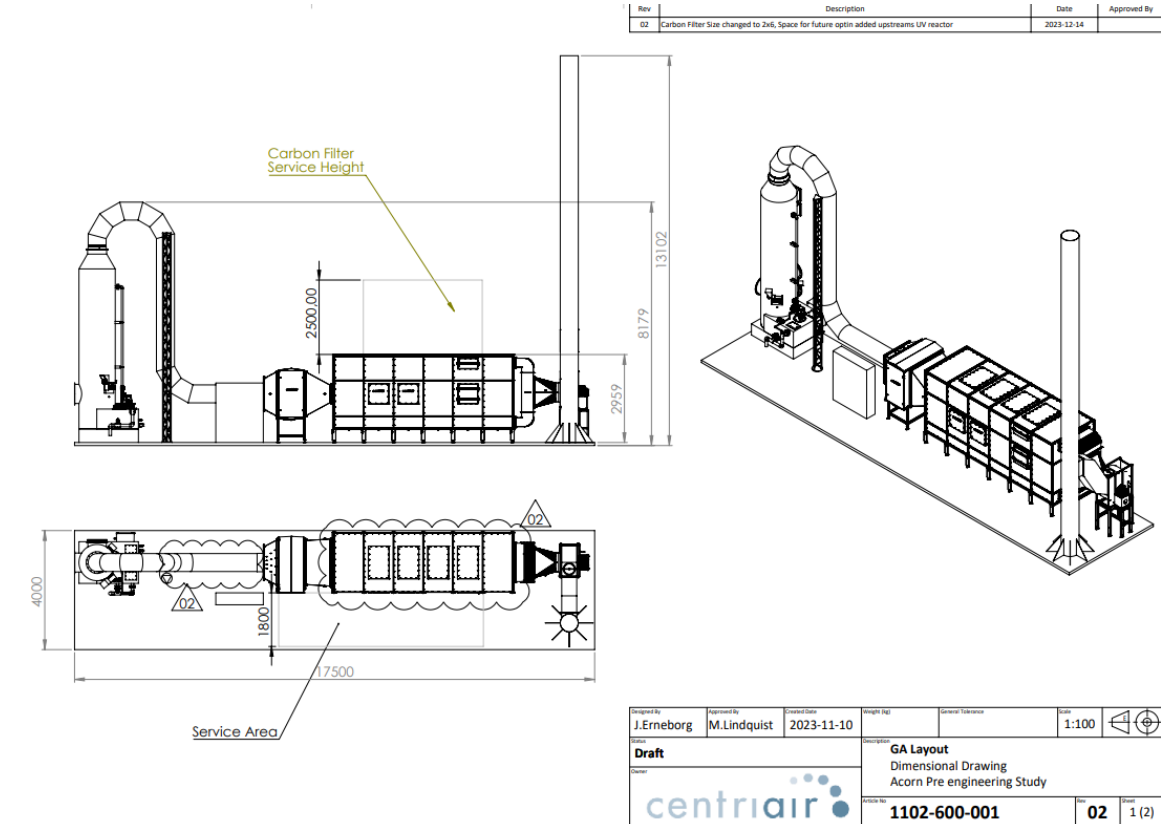 Rev Description Date Approved By
02 Carbon Filter Size changed to 2x6, Space for future optin added upstreams UV reactor 2023-12-14
Carbon Filter
Service Height
2500,00
13102
8179
2959
02
02
4000
1800
17500
Service Area
Designed By Approved By Created Date Weight (kg) General Tolerance Scale
J.Erneborg M.Lindquist 2023-11-10 1:100
Status
Draft
Description
GA Layout
Dimensional Drawing
Acorn Pre engineering Study
Owner
centriair
Article No Rev Sheet
1102-600-001 02 1 (2)